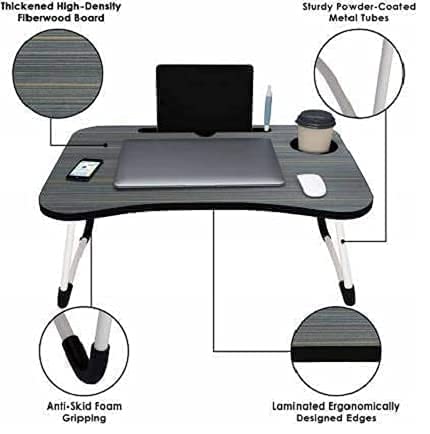 Thickened High-Density
Fiberwood Board
Sturdy Powder-Coated
Metal Tubes
Anti-Skid Foam
Gripping
Laminated Ergonomically
Designed Edges